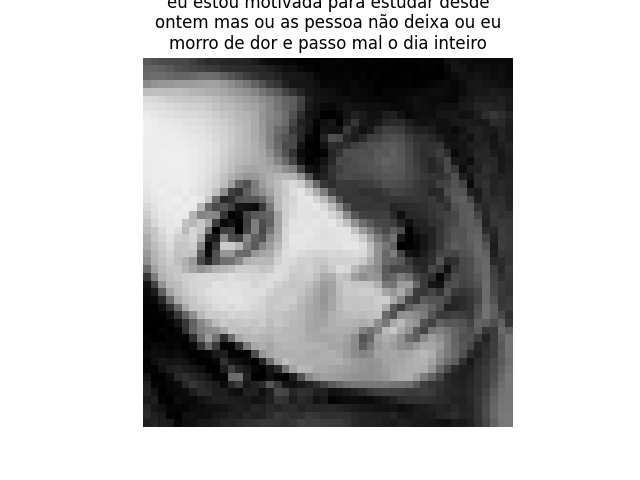 eu estou motivada para estudar desde
ontem mas ou as pessoa não deixa ou eu
morro de dor e passo mal o dia inteiro